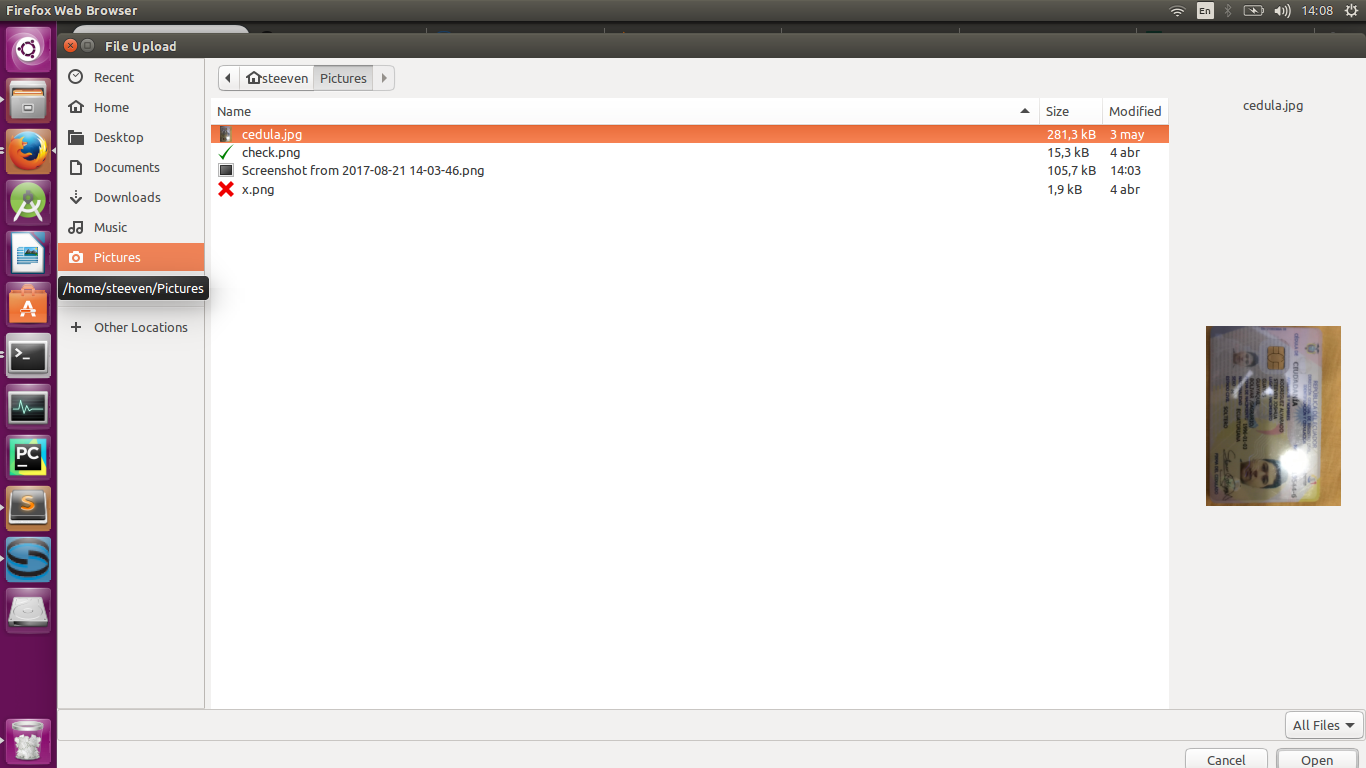 Firefox Web Browser
En
14:08
File Upload
Recent
Home
Desktop
Documents
Downloads
Music
Pictures
/home/steeven/Pictures
Other Locations
steeven Pictures
Name Size Modified
cedula.jpg 281,3 kB 3 may
check.png 15,3 kB 4 abr
Screenshot from 2017-08-21 14-03-46.png 105,7 kB 14:03
x.png 1,9 kB 4 abr
cedula.jpg
PC
S
All Files
Cancel
Open